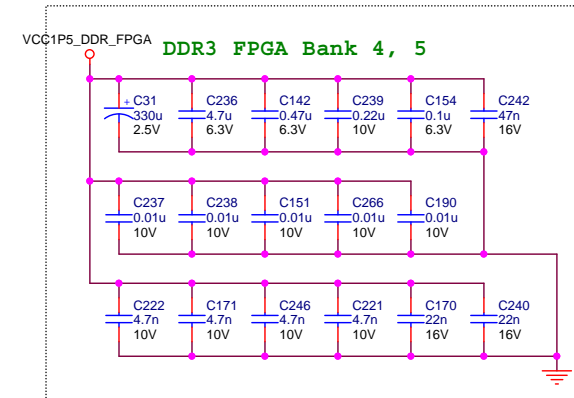 VCC1P5_DDR_FPGA
DDR3 FPGA Bank 4, 5
+ C31 C236 C142 C239 C154 C242
330u 4.7u 0.47u 0.22u 0.1u 47n
2.5V 6.3V 6.3V 10V 6.3V 16V
C237 C238 C151 C266 C190
0.01u 0.01u 0.01u 0.01u 0.01u
10V 10V 10V 10V 10V
C222 C171 C246 C221 C170 C240
4.7n 4.7n 4.7n 4.7n 22n 22n
10V 10V 10V 10V 16V 16V